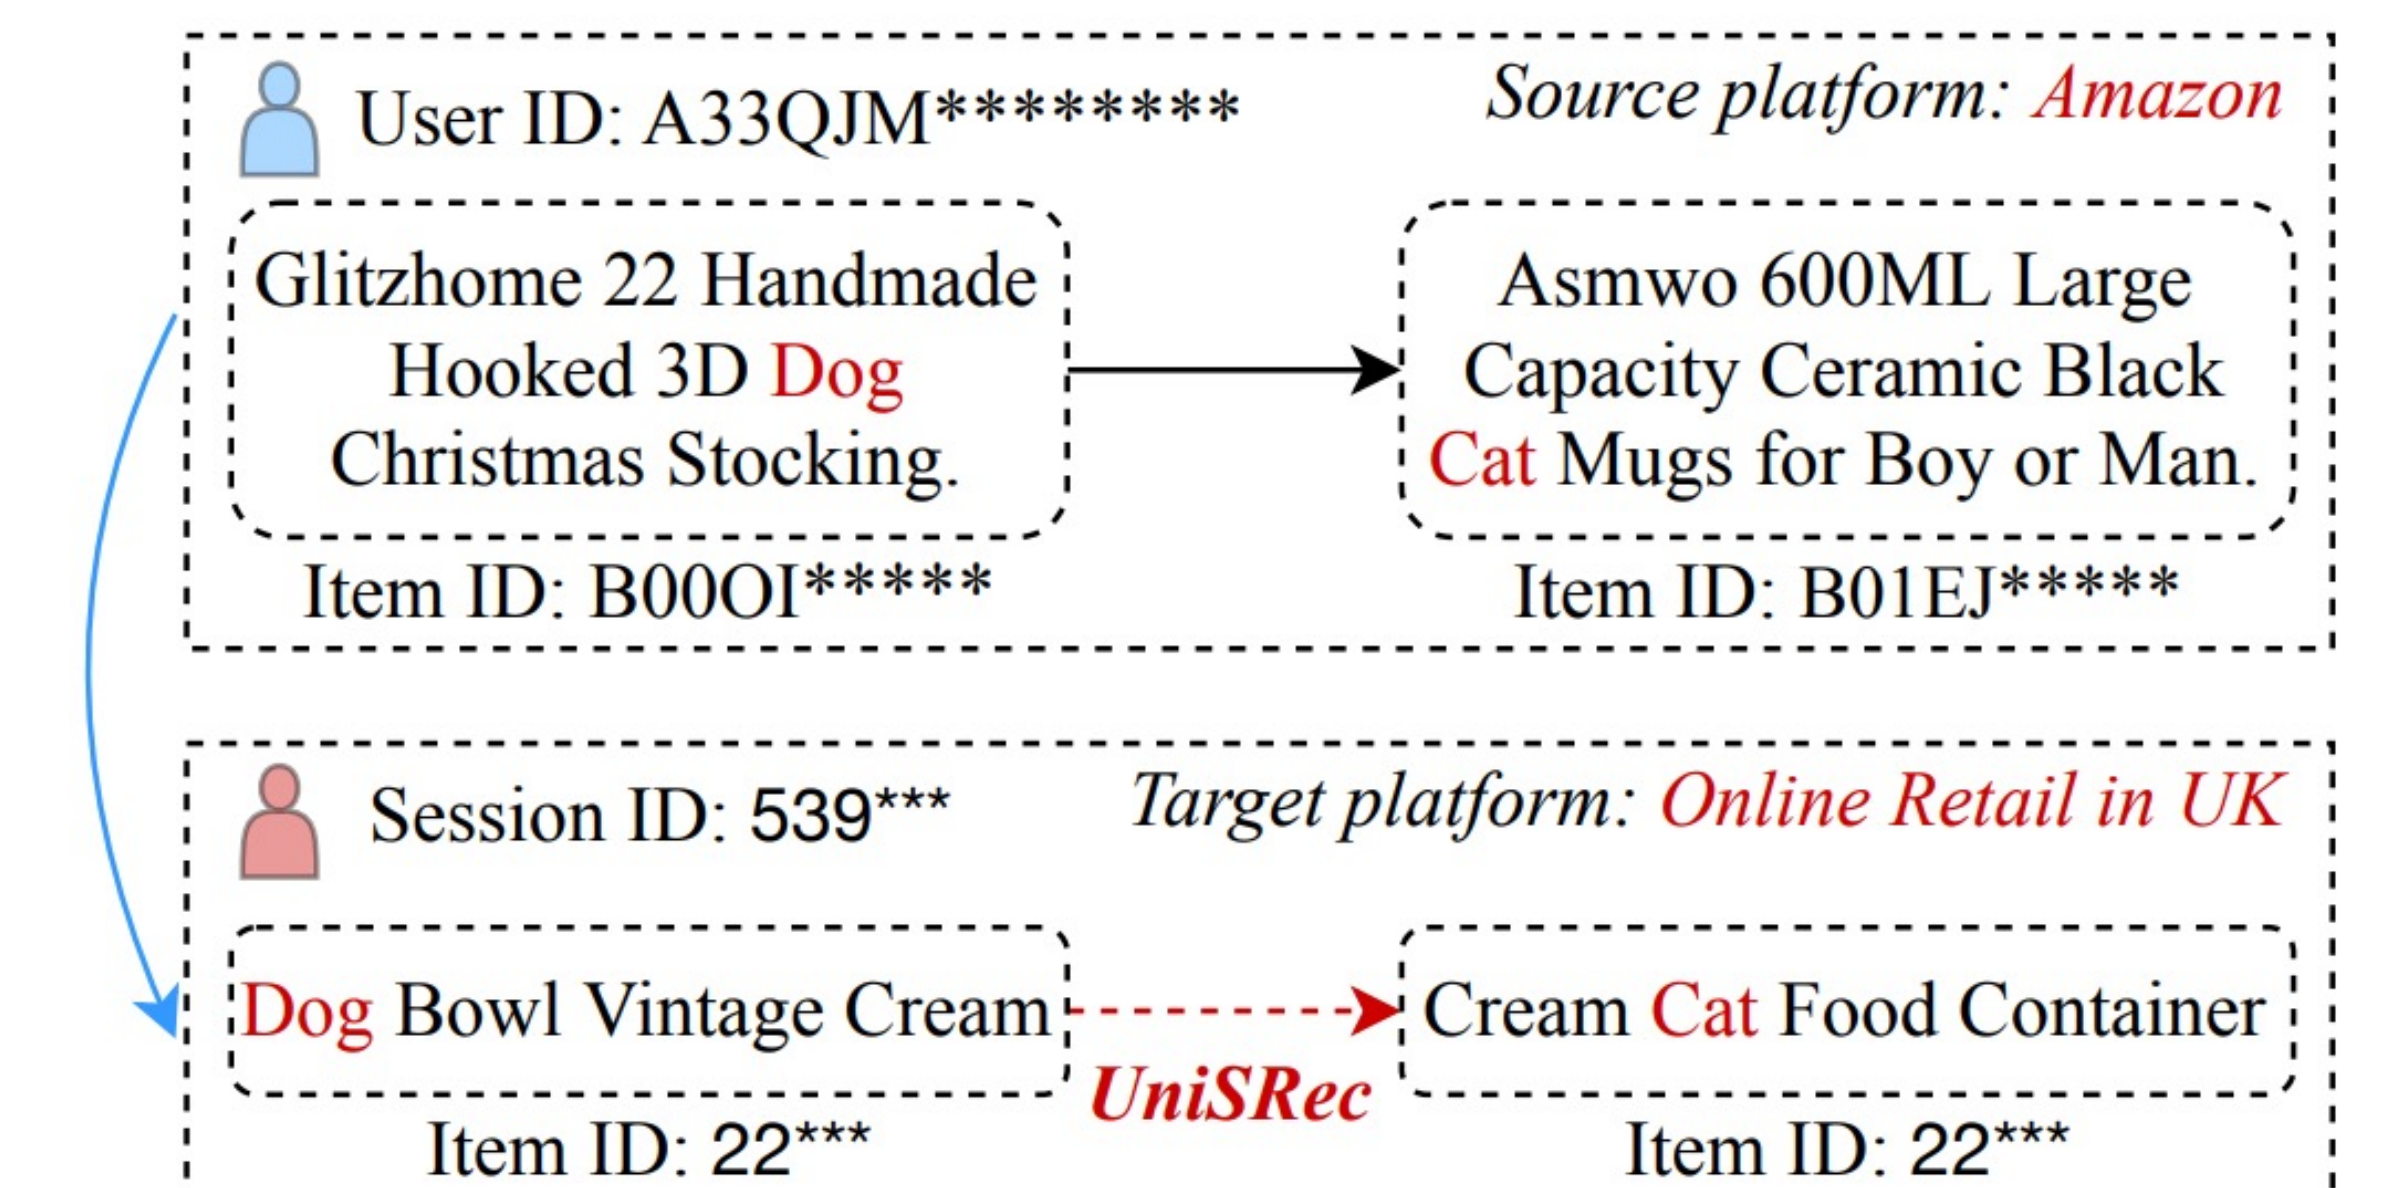 User ID: A33QJM********
Source platform: Amazon
Glitzhome 22 Handmade
Hooked 3D Dog
Christmas Stocking.
Item ID: B00OI*****
Asmwo 600ML Large
Capacity Ceramic Black
Cat Mugs for Boy or Man.
Item ID: B01EJ*****
Session ID: 539***
Target platform: Online Retail in UK
Dog Bowl Vintage Cream
Item ID: 22***
UniSRec
Cream Cat Food Container
Item ID: 22***